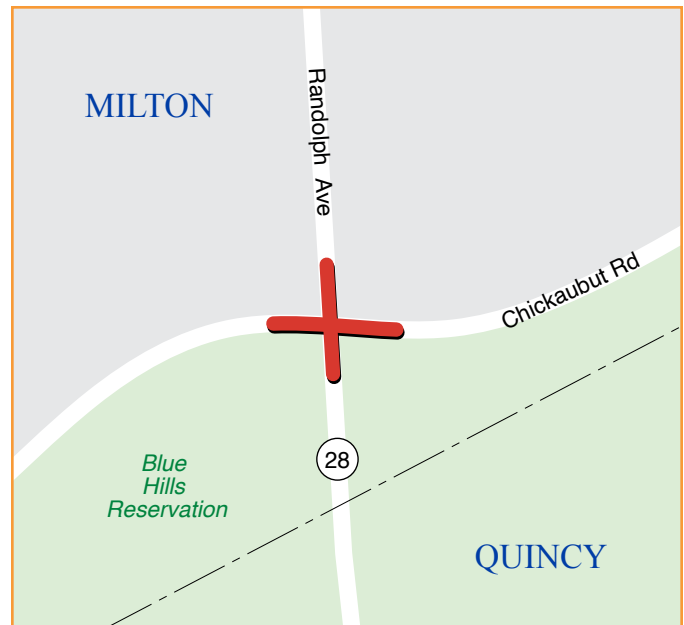 MILTON
Randolph Ave
Chickaubut Rd
28
Blue
Hills
Reservation
QUINCY